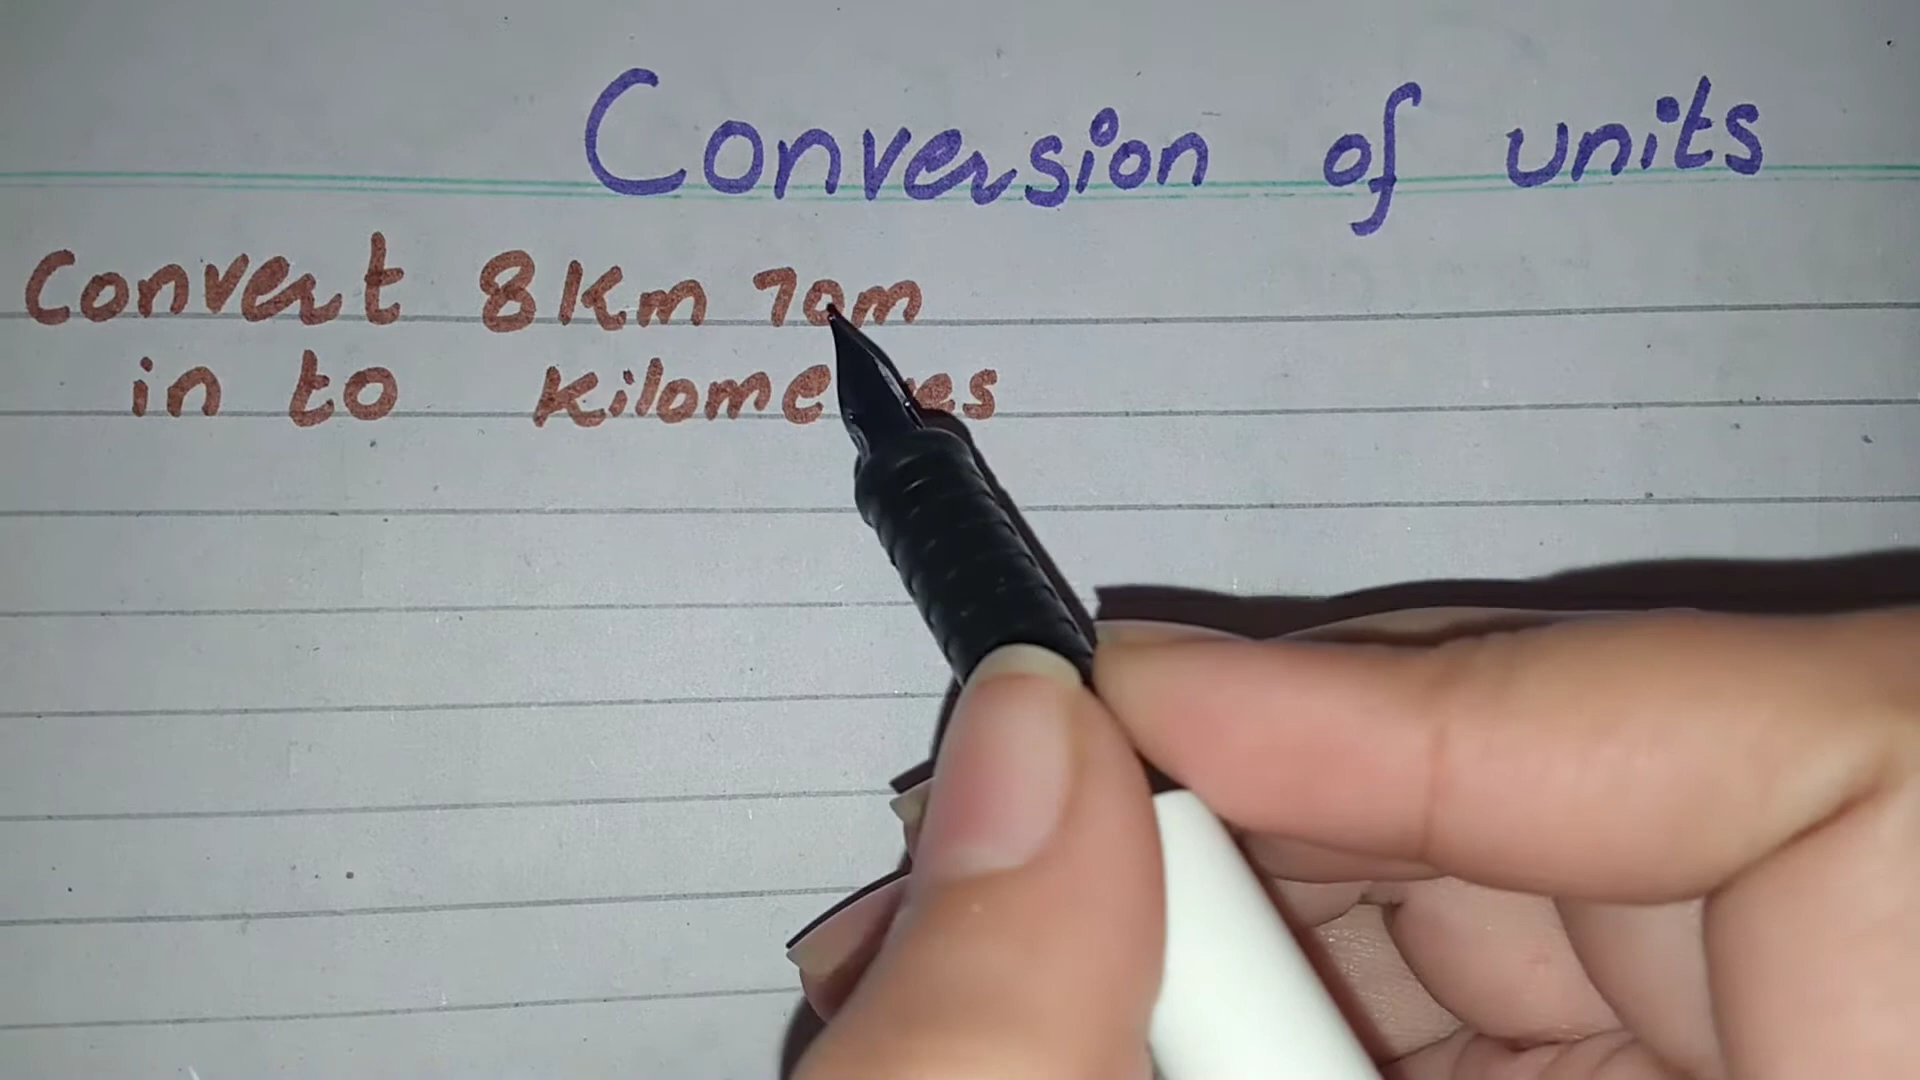 Conversion of units
Convert 8km 70m
in to